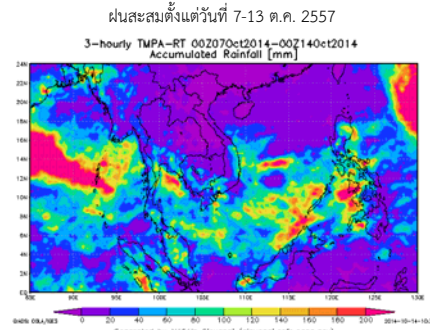 ฝนสะสมตั้งแต่วันที่ 7-13 ต.ค. 2557
3-hourly TMPA-RT 00Z07Oct2014-00Z14Oct2014
Accumulated Rainfall [mm]
24N
22N
20N
18N
16N
14N
12N
10N
8N
6N
4N
2N
EQ
90E 95E 100E 105E 110E 115E 120E 125E 130E
0 20 40 60 80 100 120 140 160 180 200
GrADS: COLA/IGES